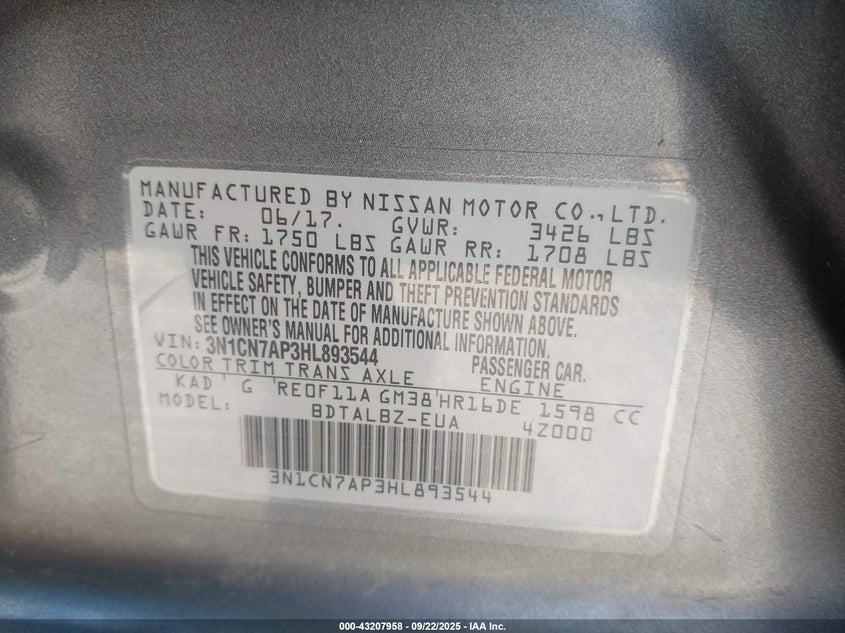 MANUFACTURED BY NISSAN MOTOR CO., LTD.
DATE: 06/17. GVWR: 3426 LBS
GAWR FR: 1750 LBS GAWR RR: 1708 LBS
THIS VEHICLE CONFORMS TO ALL APPLICABLE FEDERAL MOTOR
VEHICLE SAFETY, BUMPER AND THEFT PREVENTION STANDARDS
IN EFFECT ON THE DATE OF MANUFACTURE SHOWN ABOVE.
SEE OWNER'S MANUAL FOR ADDITIONAL INFORMATION.
VIN: 3N1CN7AP3HL893544 PASSENGER CAR.
COLOR TRIM TRANS AXLE ENGINE
KAD G RE0F11A GM38 HR16DE 1598 CC
MODEL: BDTALBZ-EUA 4Z000
3N1CN7AP3HL893544
000-43207958 - 09/22/2025 - IAA Inc.